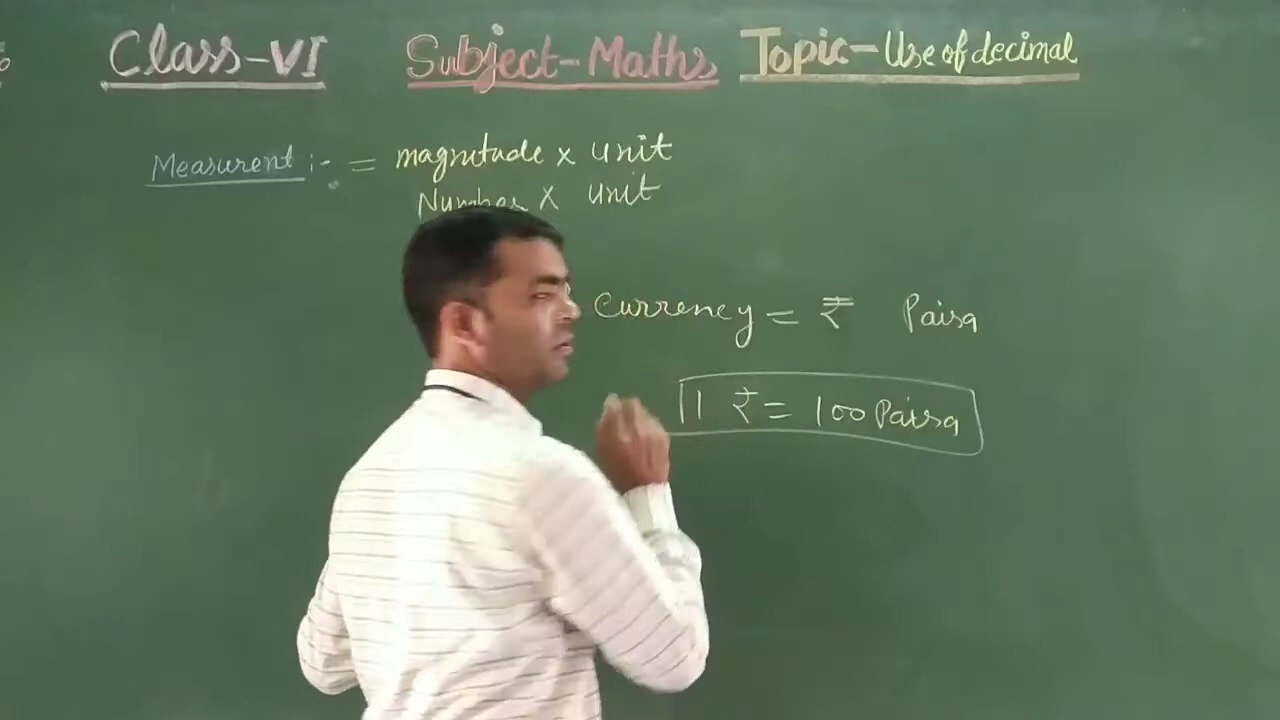 Class-VI Subject-Maths Topic-Use of decimal
Measurent :- = magnitude x unit
Number x unit
Currency = ₹ Paisa
1 ₹ = 100 Paisa